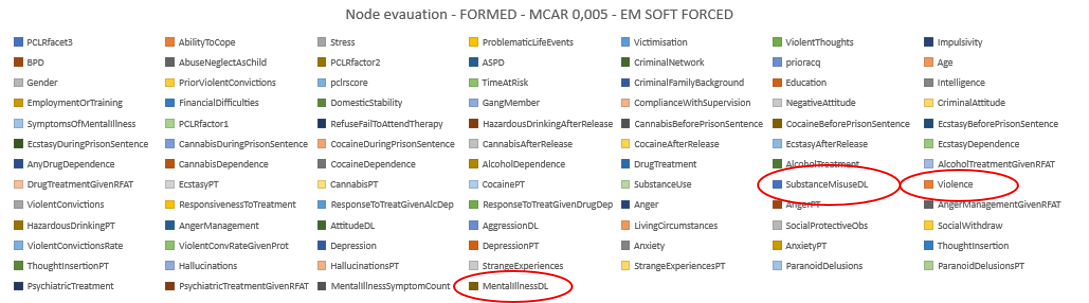 Node evauation - FORMED - MCAR 0,005 - EM SOFT FORCED
PCLRfacet3 AbilityToCope Stress ProblematicLifeEvents Victimisation ViolentThoughts Impulsivity
BPD AbuseNeglectAsChild PCLRfactor2 ASPD CriminalNetwork prioracq Age
Gender PriorViolentConvictions pclrscore TimeAtRisk CriminalFamilyBackground Education Intelligence
EmploymentOrTraining FinancialDifficulties DomesticStability GangMember ComplianceWithSupervision NegativeAttitude CriminalAttitude
SymptomsOfMentalIllness PCLRfactor1 RefuseFailToAttendTherapy HazardousDrinkingAfterRelease CannabisBeforePrisonSentence CocaineBeforePrisonSentence EcstasyBeforePrisonSentence
EcstasyDuringPrisonSentence CannabisDuringPrisonSentence CocaineDuringPrisonSentence CannabisAfterRelease CocaineAfterRelease EcstasyAfterRelease EcstasyDependence
AnyDrugDependence CannabisDependence CocaineDependence AlcoholDependence DrugTreatment AlcoholTreatment AlcoholTreatmentGivenRFAT
DrugTreatmentGivenRFAT EcstasyPT CannabisPT CocainePT SubstanceUse SubstanceMisuseDL Violence
ViolentConvictions ResponsivenessToTreatment ResponseToTreatGivenAlcDep ResponseToTreatGivenDrugDep Anger AngerPT AngerManagementGivenRFAT
HazardousDrinkingPT AngerManagement AttitudeDL AggressionDL LivingCircumstances SocialProtectiveObs SocialWithdraw
ViolentConvictionsRate ViolentConvRateGivenProt Depression DepressionPT Anxiety AnxietyPT ThoughtInsertion
ThoughtInsertionPT Hallucinations HallucinationsPT StrangeExperiences StrangeExperiencesPT ParanoidDelusions ParanoidDelusionsPT
PsychiatricTreatment PsychiatricTreatmentGivenRFAT MentalIllnessSymptomCount MentalIllnessDL